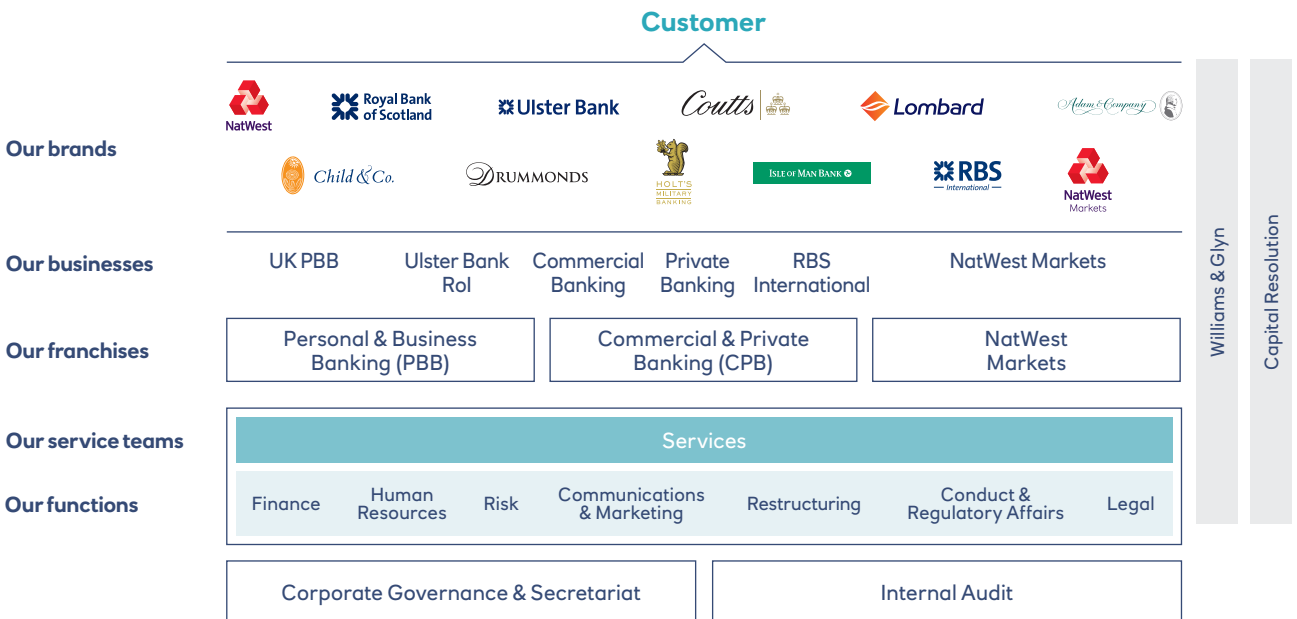 Customer
Our brands
NatWest
Royal Bank
of Scotland
Ulster Bank
Coutts
Lombard
Adam & Company
Child & Co.
DRUMMONDS
HOLT'S
MILITARY
BANKING
ISLE OF MAN BANK
RBS
International
NatWest
Markets
Our businesses
UK PBB
Ulster Bank
RoI
Commercial
Banking
Private
Banking
RBS
International
NatWest Markets
Our franchises
Personal & Business
Banking (PBB)
Commercial & Private
Banking (CPB)
NatWest
Markets
Our service teams
Services
Our functions
Finance
Human
Resources
Risk
Communications
& Marketing
Restructuring
Conduct &
Regulatory Affairs
Legal
Corporate Governance & Secretariat
Internal Audit
Williams & Glyn
Capital Resolution